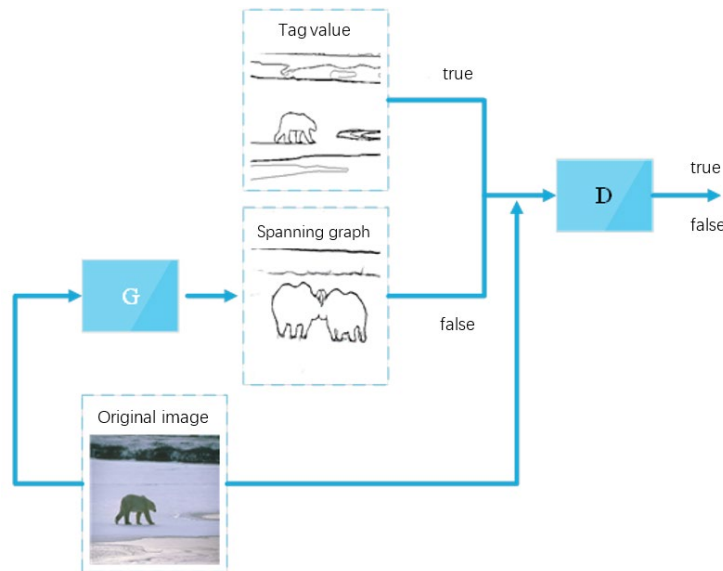 Tag value
true
true
D
false
Spanning graph
G
false
Original image